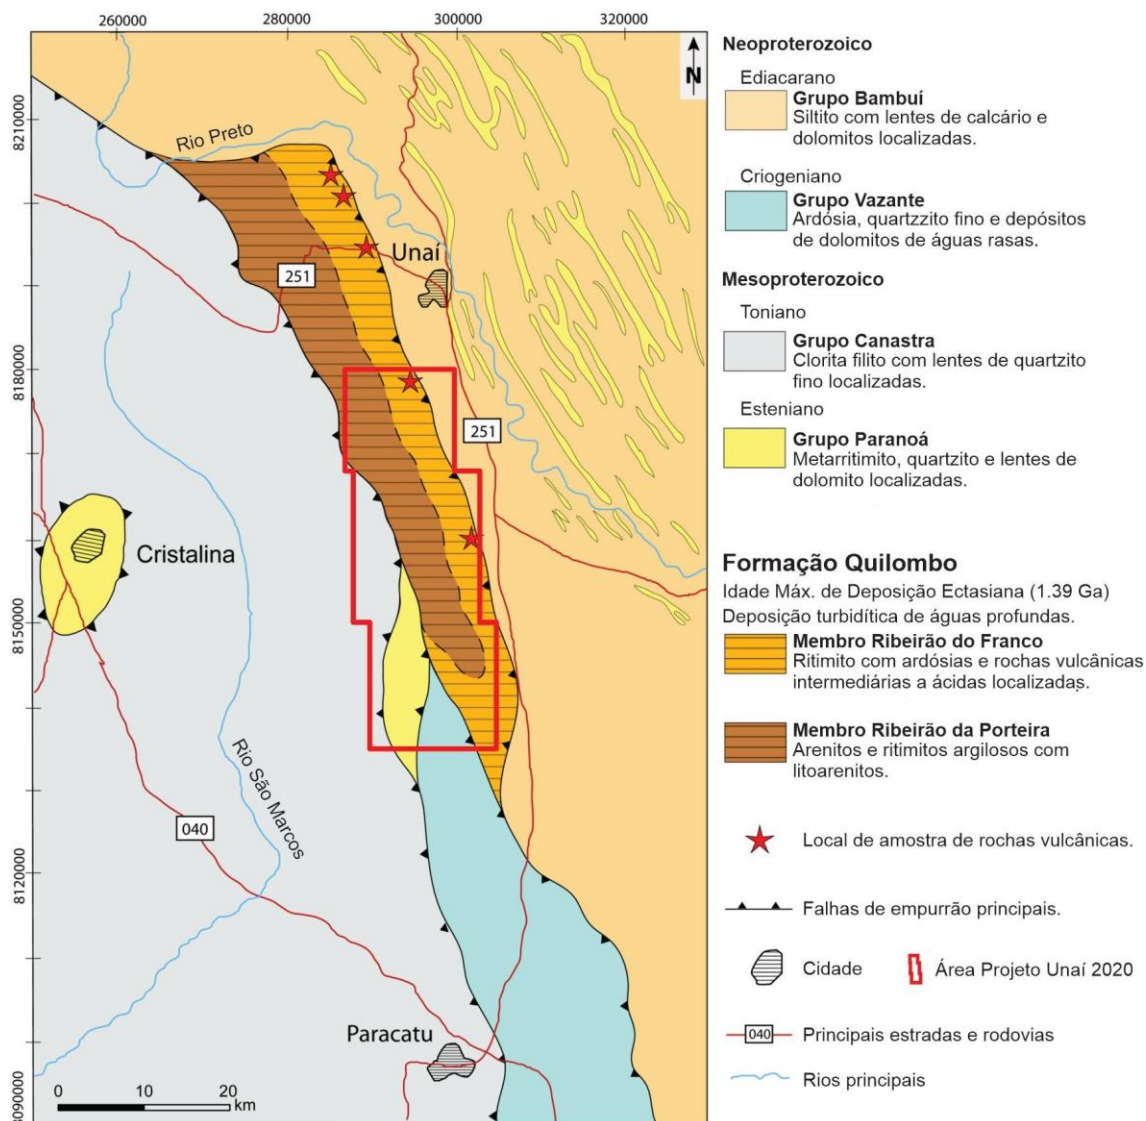 260000 280000 300000 320000
8210000
8180000
8150000
8120000
8090000
N
Rio Preto
Unaí
251
251
Cristalina
Rio São Marcos
040
Paracatu
0 10 20
km
Neoproterozoico
Ediacarano
Grupo Bambuí
Siltito com lentes de calcário e
dolomitos localizadas.
Criogeniano
Grupo Vazante
Ardósia, quartzzito fino e depósitos
de dolomitos de águas rasas.
Mesoproterozoico
Toniano
Grupo Canastra
Clorita filito com lentes de quartzito
fino localizadas.
Esteniano
Grupo Paranoá
Metarritimito, quartzito e lentes de
dolomito localizadas.
Formação Quilombo
Idade Máx. de Deposição Ectasiana (1.39 Ga)
Deposição turbidítica de águas profundas.
Membro Ribeirão do Franco
Ritimito com ardósias e rochas vulcânicas
intermediárias a ácidas localizadas.
Membro Ribeirão da Porteira
Arenitos e ritimitos argilosos com
litoarenitos.
Local de amostra de rochas vulcânicas.
Falhas de empurrão principais.
Cidade
Área Projeto Unaí 2020
040
Principais estradas e rodovias
Rios principais